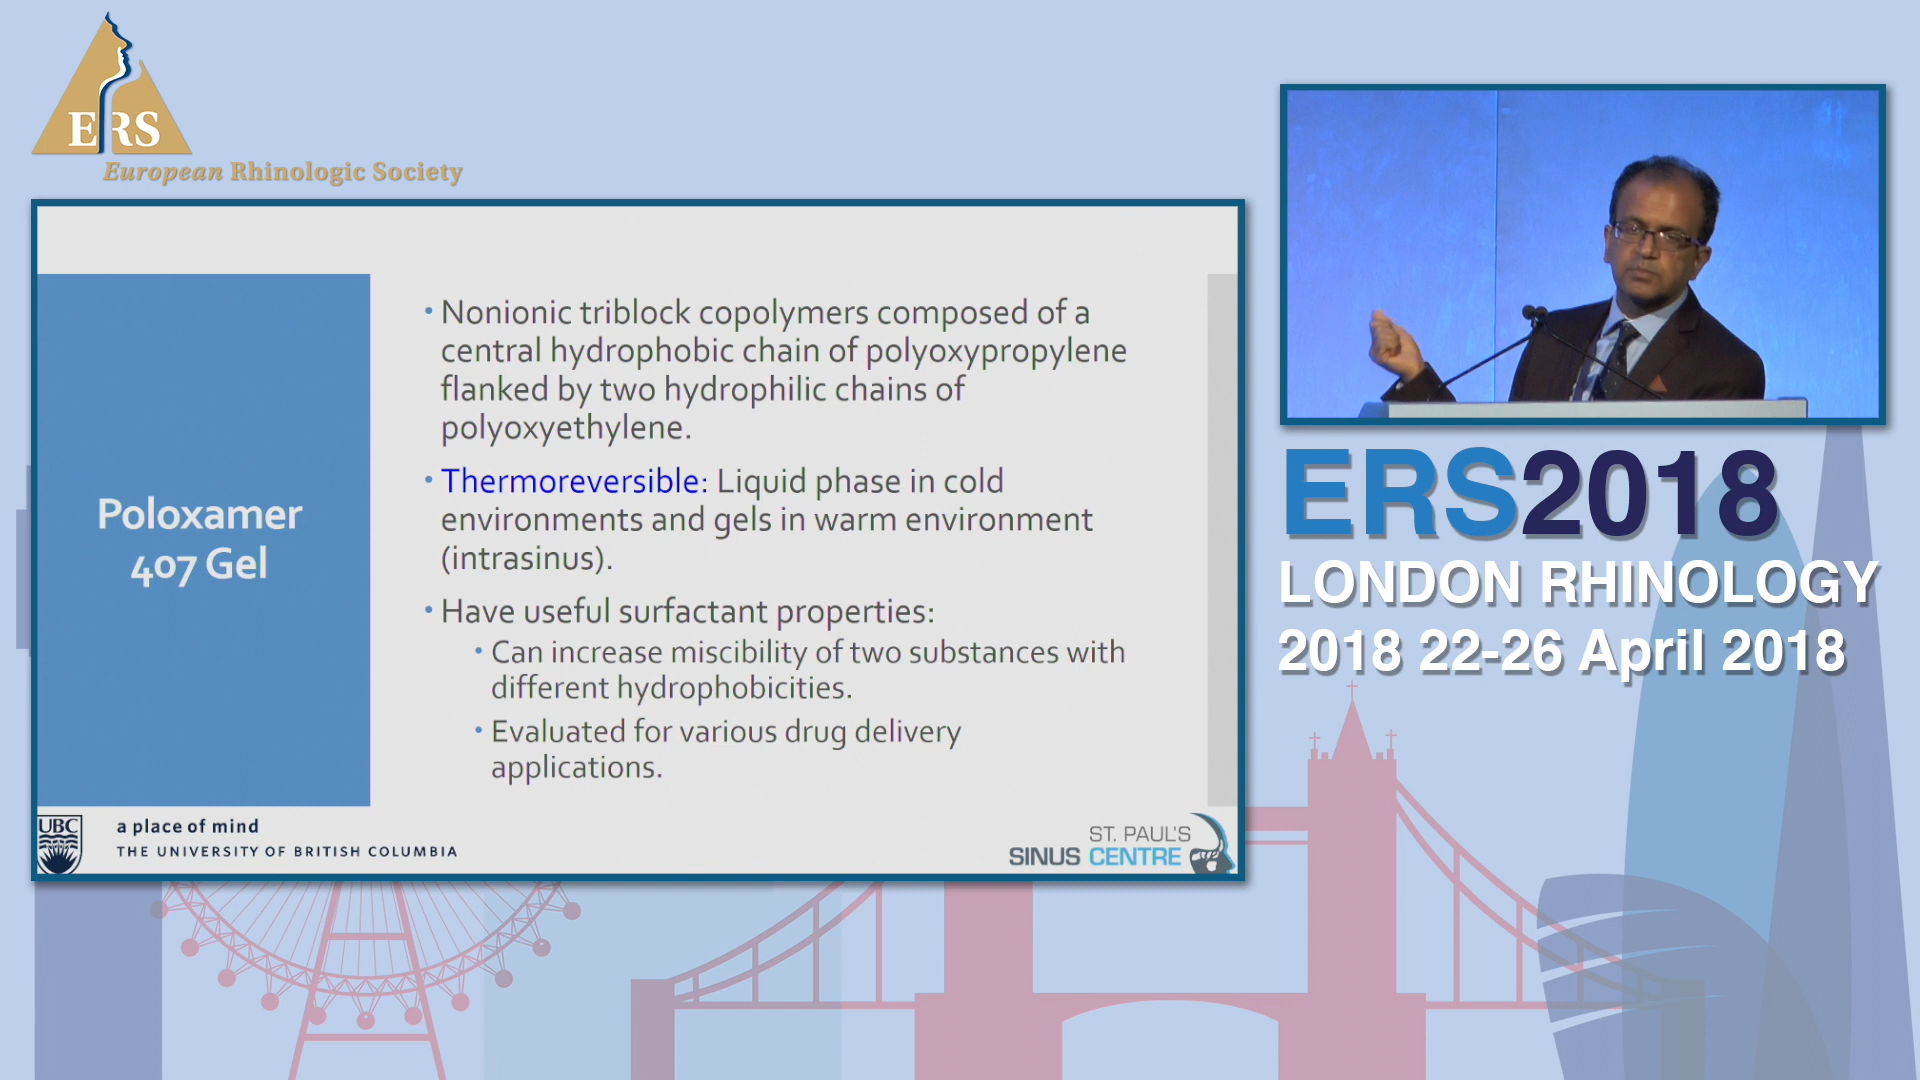 ERS
European Rhinologic Society
Poloxamer
407 Gel
• Nonionic triblock copolymers composed of a
central hydrophobic chain of polyoxypropylene
flanked by two hydrophilic chains of
polyoxyethylene.
• Thermoreversible: Liquid phase in cold
environments and gels in warm environment
(intrasinus).
• Have useful surfactant properties:
• Can increase miscibility of two substances with
different hydrophobicities.
• Evaluated for various drug delivery
applications.
UBC
a place of mind
THE UNIVERSITY OF BRITISH COLUMBIA
ST. PAUL'S
SINUS CENTRE
ERS2018
LONDON RHINOLOGY
2018 22-26 April 2018